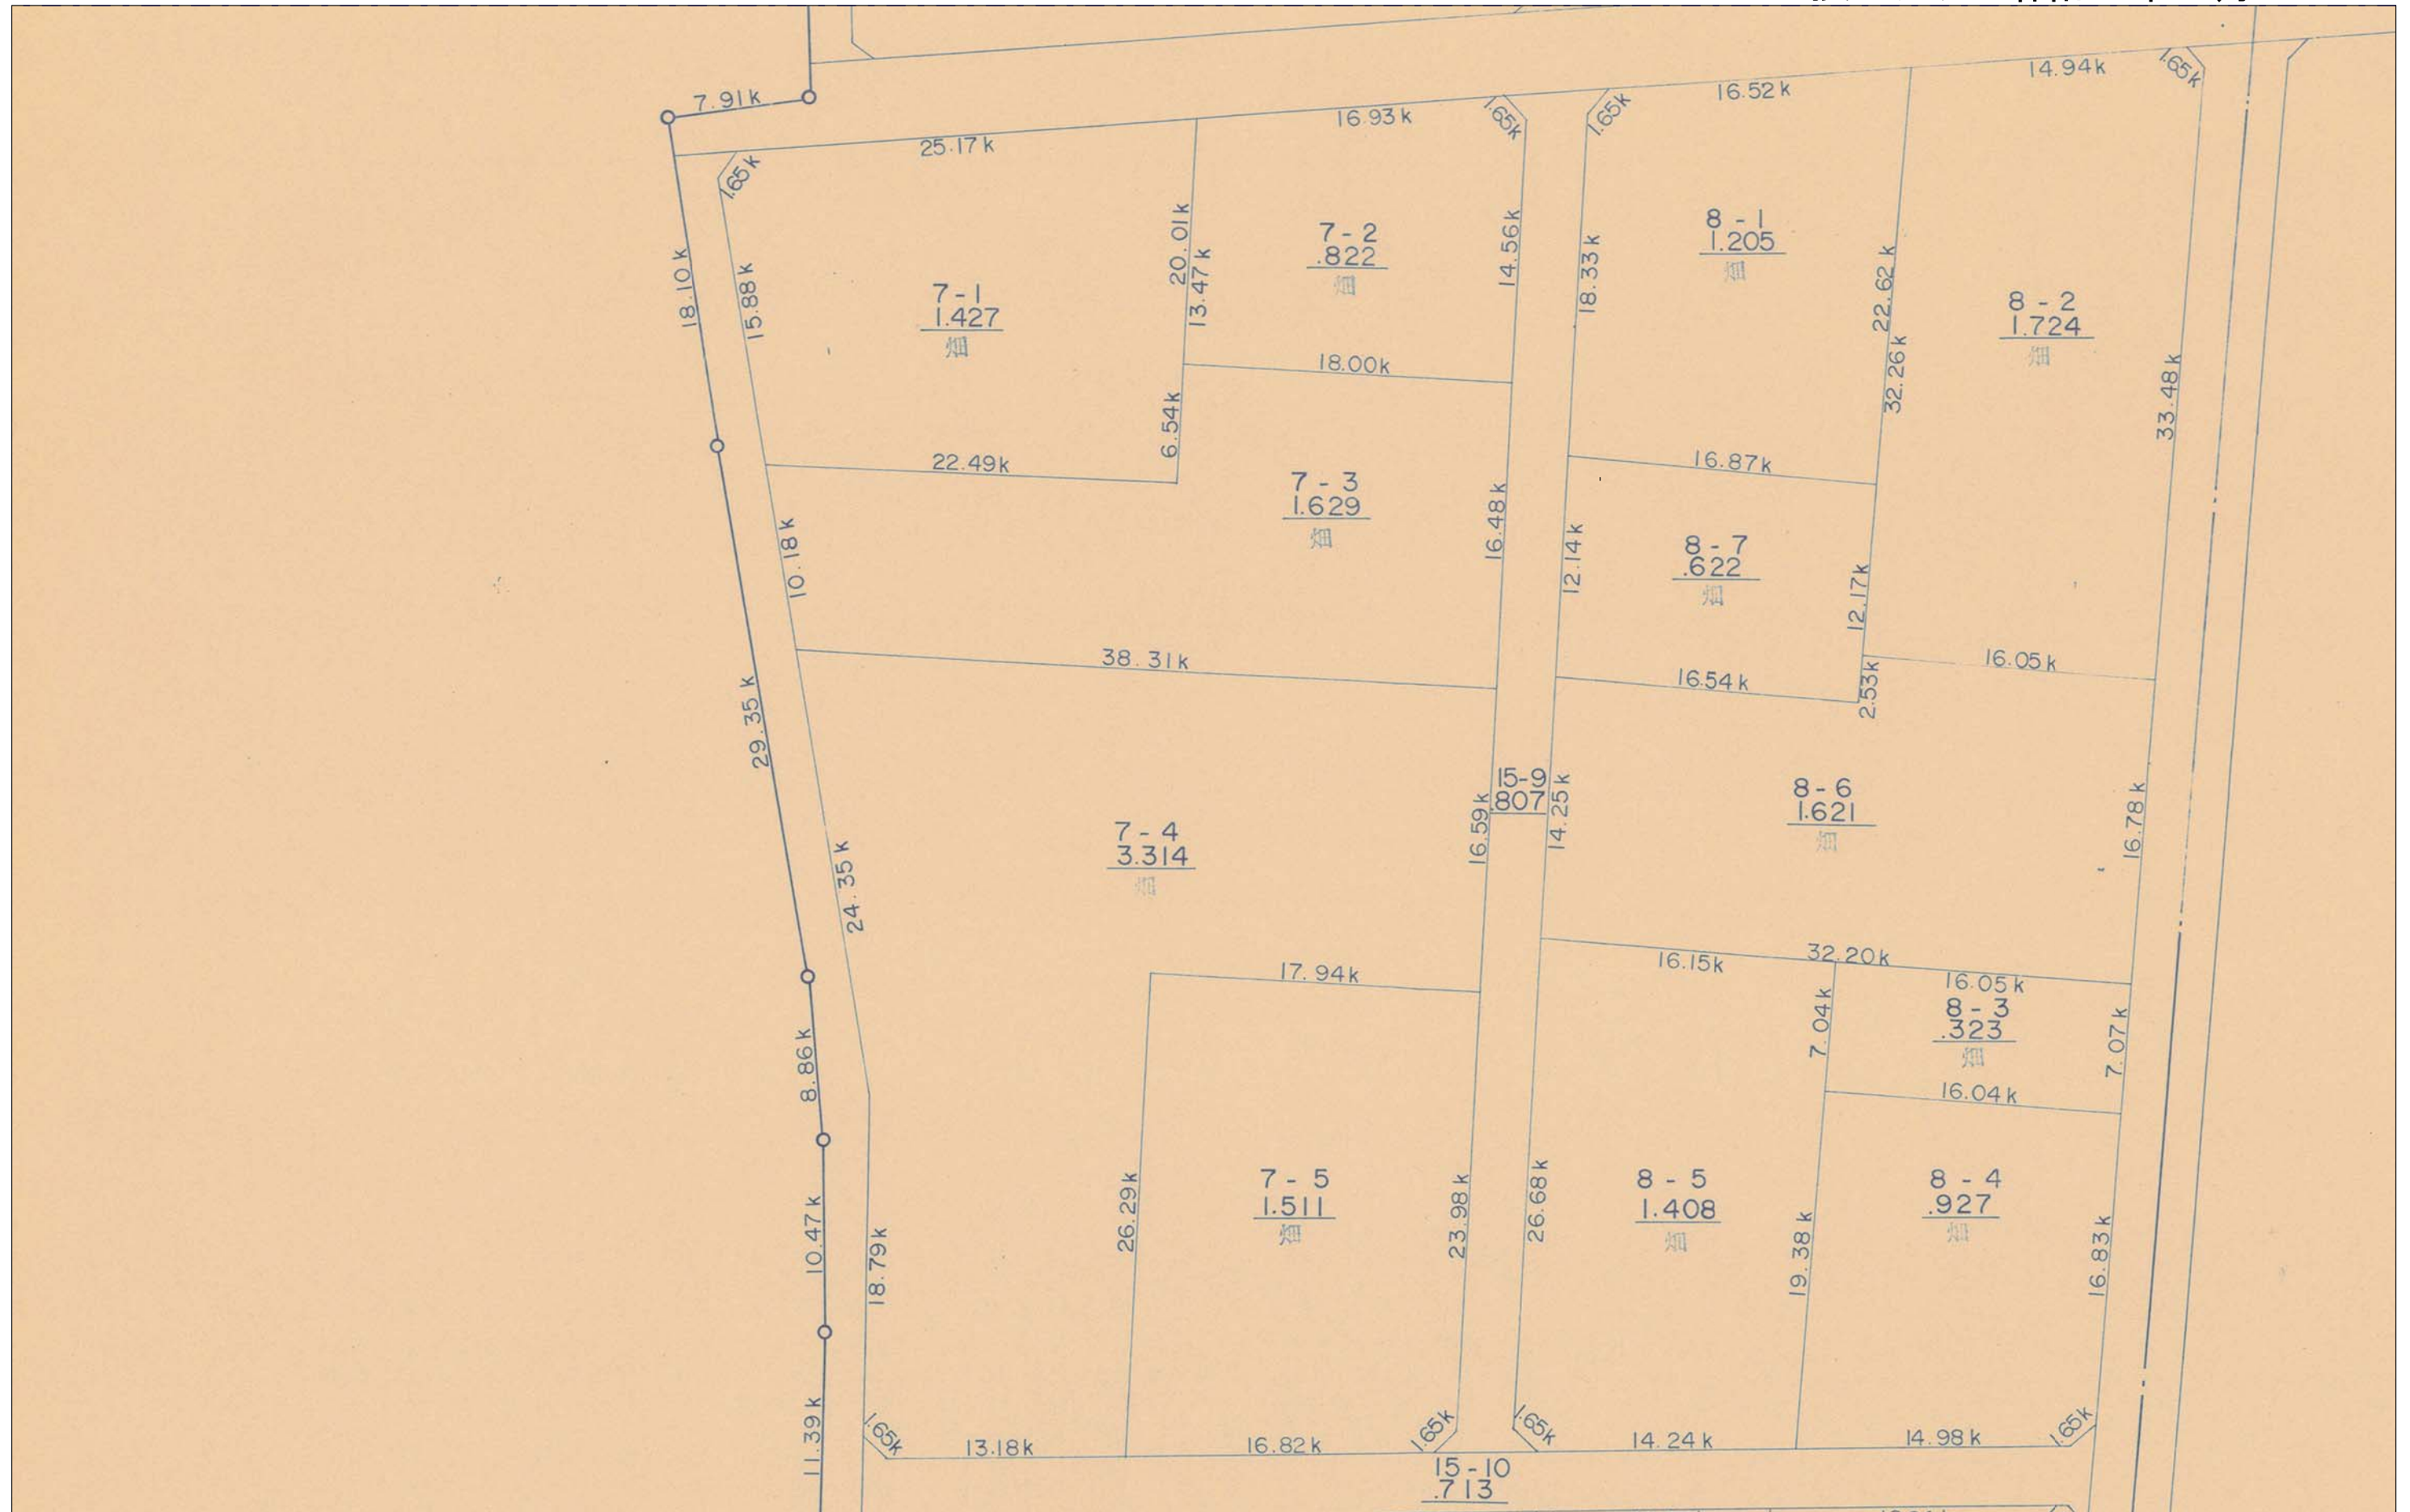 7.91k
14.94k
1.65k
16.52k
16.93k
1.65k
1.65k
25.17k
1.65k
18.10k
15.88k
7-1
1.427
畑
20.01k
13.47k
6.54k
7-2
.822
畑
14.56k
18.00k
18.33k
8-1
1.205
畑
22.62k
32.26k
8-2
1.724
畑
33.48k
22.49k
7-3
1.629
畑
16.48k
16.87k
10.18k
12.14k
8-7
.622
畑
12.17k
38.31k
16.54k
2.53k
16.05k
29.35k
24.35k
7-4
3.314
畑
16.59k
15-9
.807
14.25k
8-6
1.621
畑
16.78k
17.94k
16.15k
32.20k
16.05k
7.04k
8-3
.323
畑
7.07k
8.86k
16.04k
10.47k
18.79k
26.29k
7-5
1.511
畑
23.98k
26.68k
8-5
1.408
畑
19.38k
8-4
.927
畑
16.83k
11.39k
1.65k
13.18k
16.82k
1.65k
1.65k
14.24k
14.98k
1.65k
15-10
.713